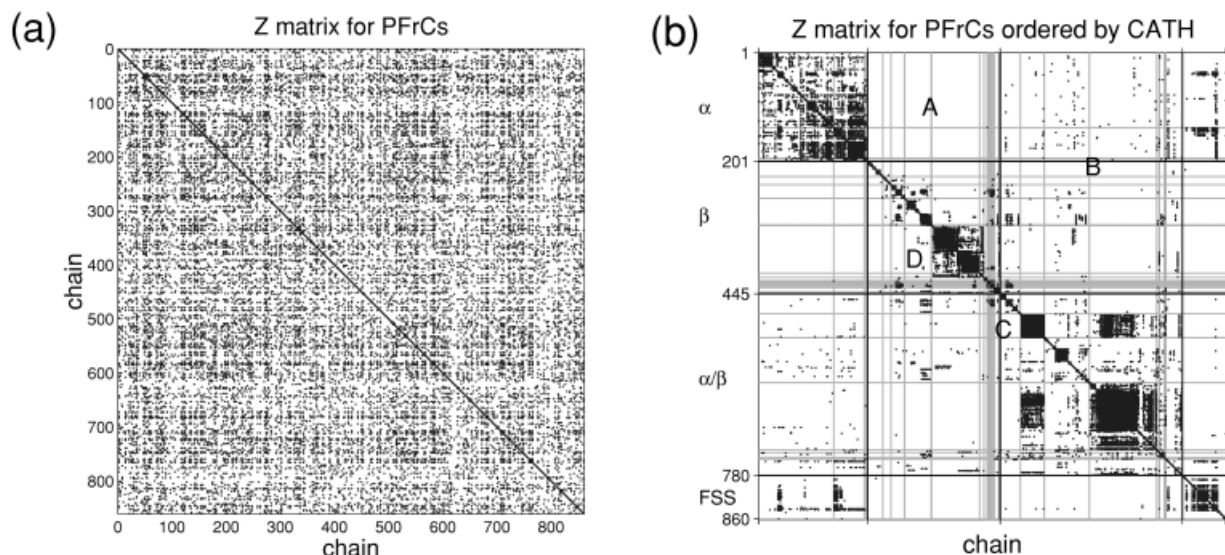 (a)
Z matrix for PFrCs
0
100
200
300
400
500
600
700
800
chain
0 100 200 300 400 500 600 700 800
chain
(b)
Z matrix for PFrCs ordered by CATH
1
α
201
β
445
α/β
780
FSS
860
A
B
D
C
chain